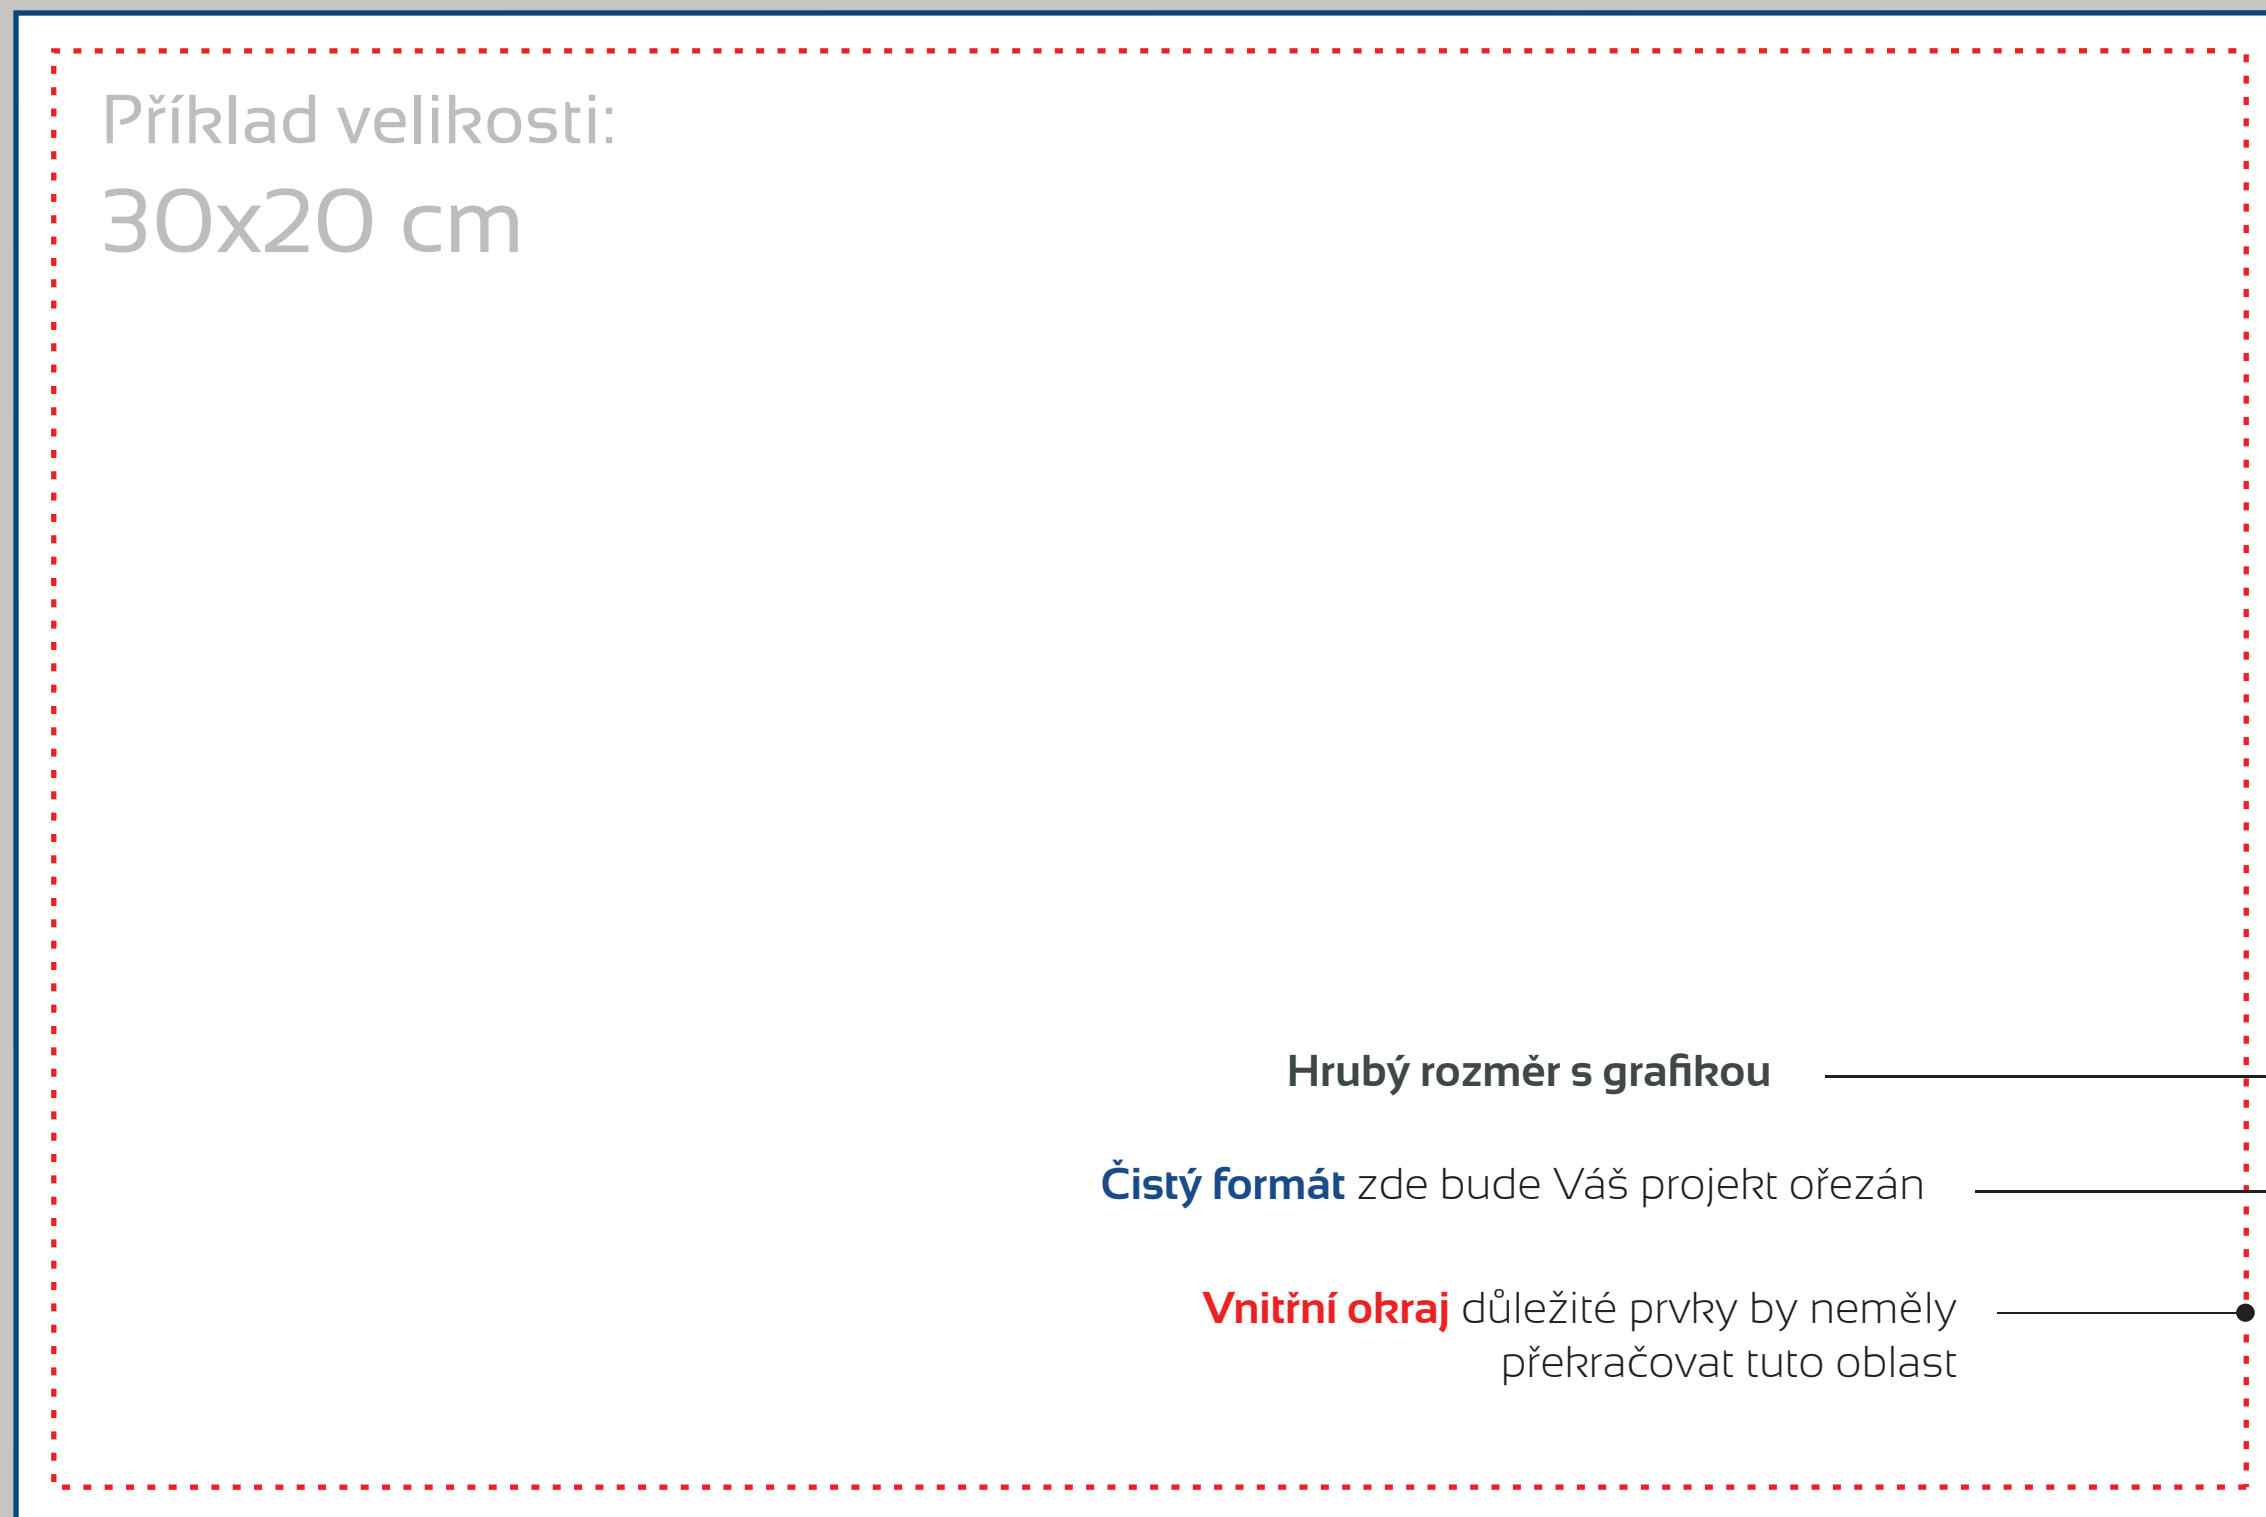 Příklad velikosti:
30x20 cm
Hrubý rozměr s grafikou
Čistý formát zde bude Váš projekt ořezán
Vnitřní okraj důležité prvky by neměly
překračovat tuto oblast